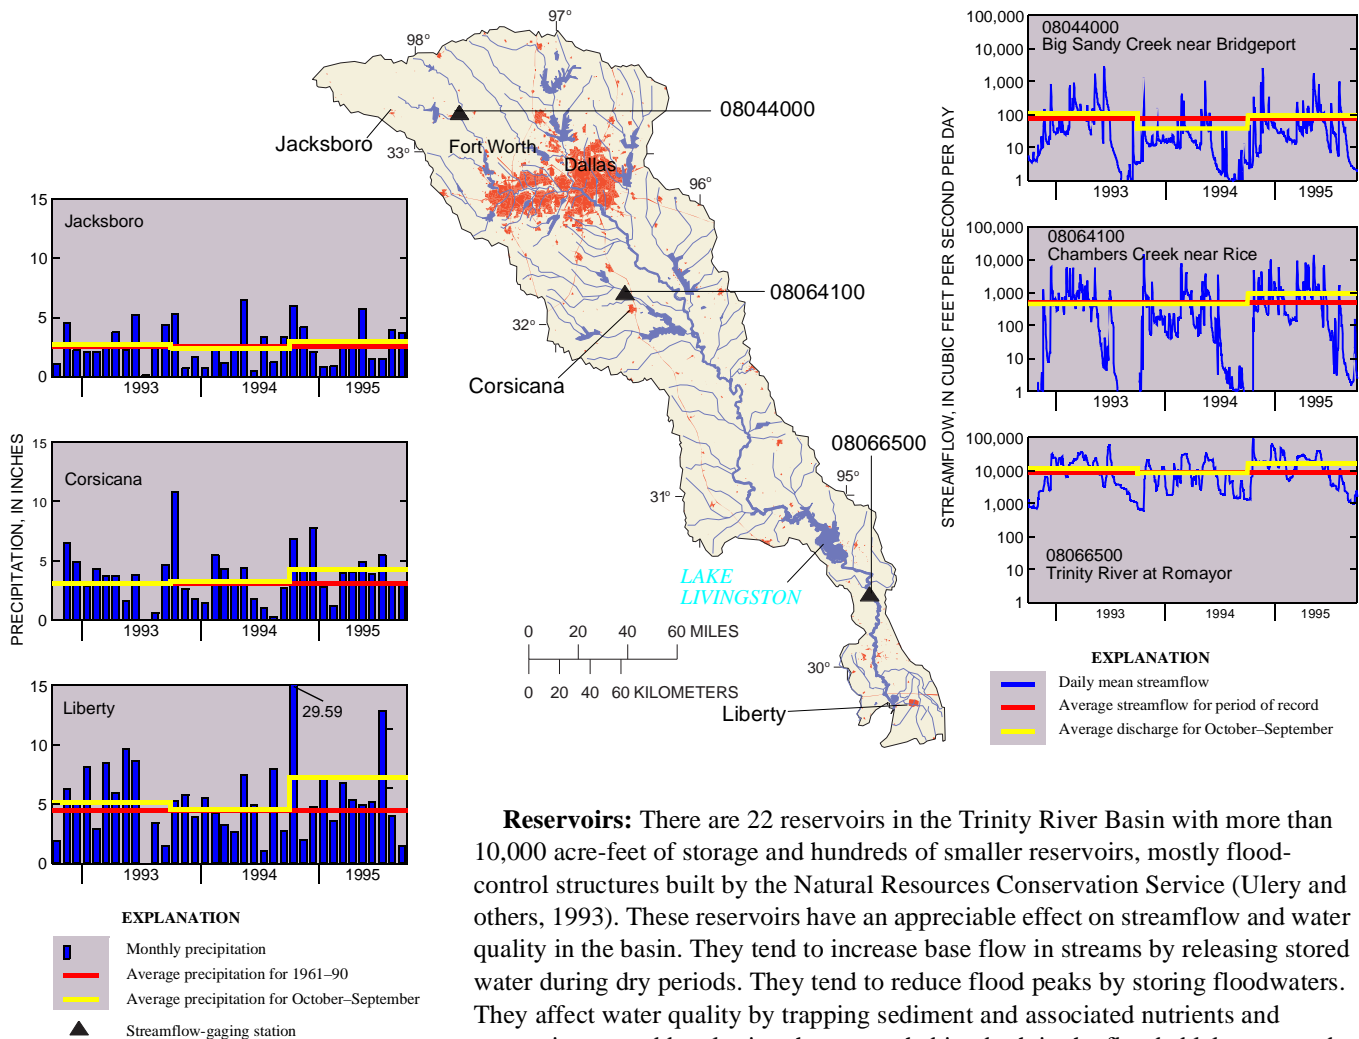 97°
98°
08044000
Jacksboro
33°
Fort Worth
Dallas
96°
08064100
32°
Corsicana
08066500
95°
31°
LAKE
LIVINGSTON
0 20 40 60 MILES
0 20 40 60 KILOMETERS
30°
Liberty
PRECIPITATION, IN INCHES
15
Jacksboro
10
5
0
1993 1994 1995
15
Corsicana
10
5
0
1993 1994 1995
15
Liberty
29.59
10
5
0
1993 1994 1995
EXPLANATION
Monthly precipitation
Average precipitation for 1961–90
Average precipitation for October–September
Streamflow-gaging station
STREAMFLOW, IN CUBIC FEET PER SECOND PER DAY
100,000
08044000
Big Sandy Creek near Bridgeport
10,000
1,000
100
10
1
1993 1994 1995
100,000
08064100
Chambers Creek near Rice
10,000
1,000
100
10
1
1993 1994 1995
100,000
10,000
1,000
100
08066500
Trinity River at Romayor
10
1
1993 1994 1995
EXPLANATION
Daily mean streamflow
Average streamflow for period of record
Average discharge for October–September
Reservoirs: There are 22 reservoirs in the Trinity River Basin with more than
10,000 acre-feet of storage and hundreds of smaller reservoirs, mostly flood-
control structures built by the Natural Resources Conservation Service (Ulery and
others, 1993). These reservoirs have an appreciable effect on streamflow and water
quality in the basin. They tend to increase base flow in streams by releasing stored
water during dry periods. They tend to reduce flood peaks by storing floodwaters.
They affect water quality by trapping sediment and associated nutrients and